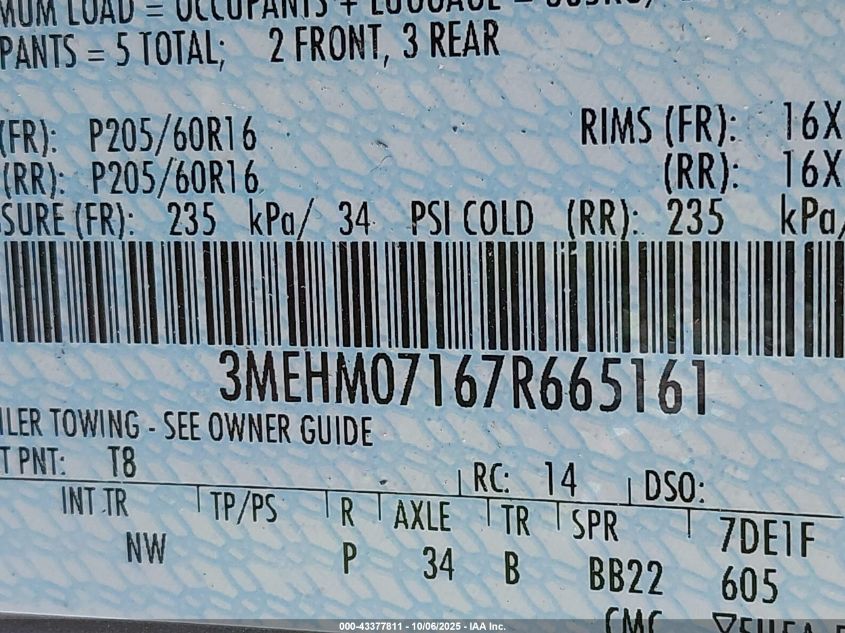 MUM LOAD = OCCUPANTS + LUGGAGE =
PANTS = 5 TOTAL; 2 FRONT, 3 REAR
(FR): P205/60R16 RIMS (FR): 16X
(RR): P205/60R16 (RR): 16X
SURE (FR): 235 kPa/ 34 PSI COLD (RR): 235 kPa/
3MEHM07167R665161
ILER TOWING - SEE OWNER GUIDE
T PNT: T8 RC: 14 DSO:
INT TR TP/PS R AXLE TR SPR 7DE1F
NW P 34 B BB22 605
CMC
000-43377811 - 10/06/2025 - IAA Inc.